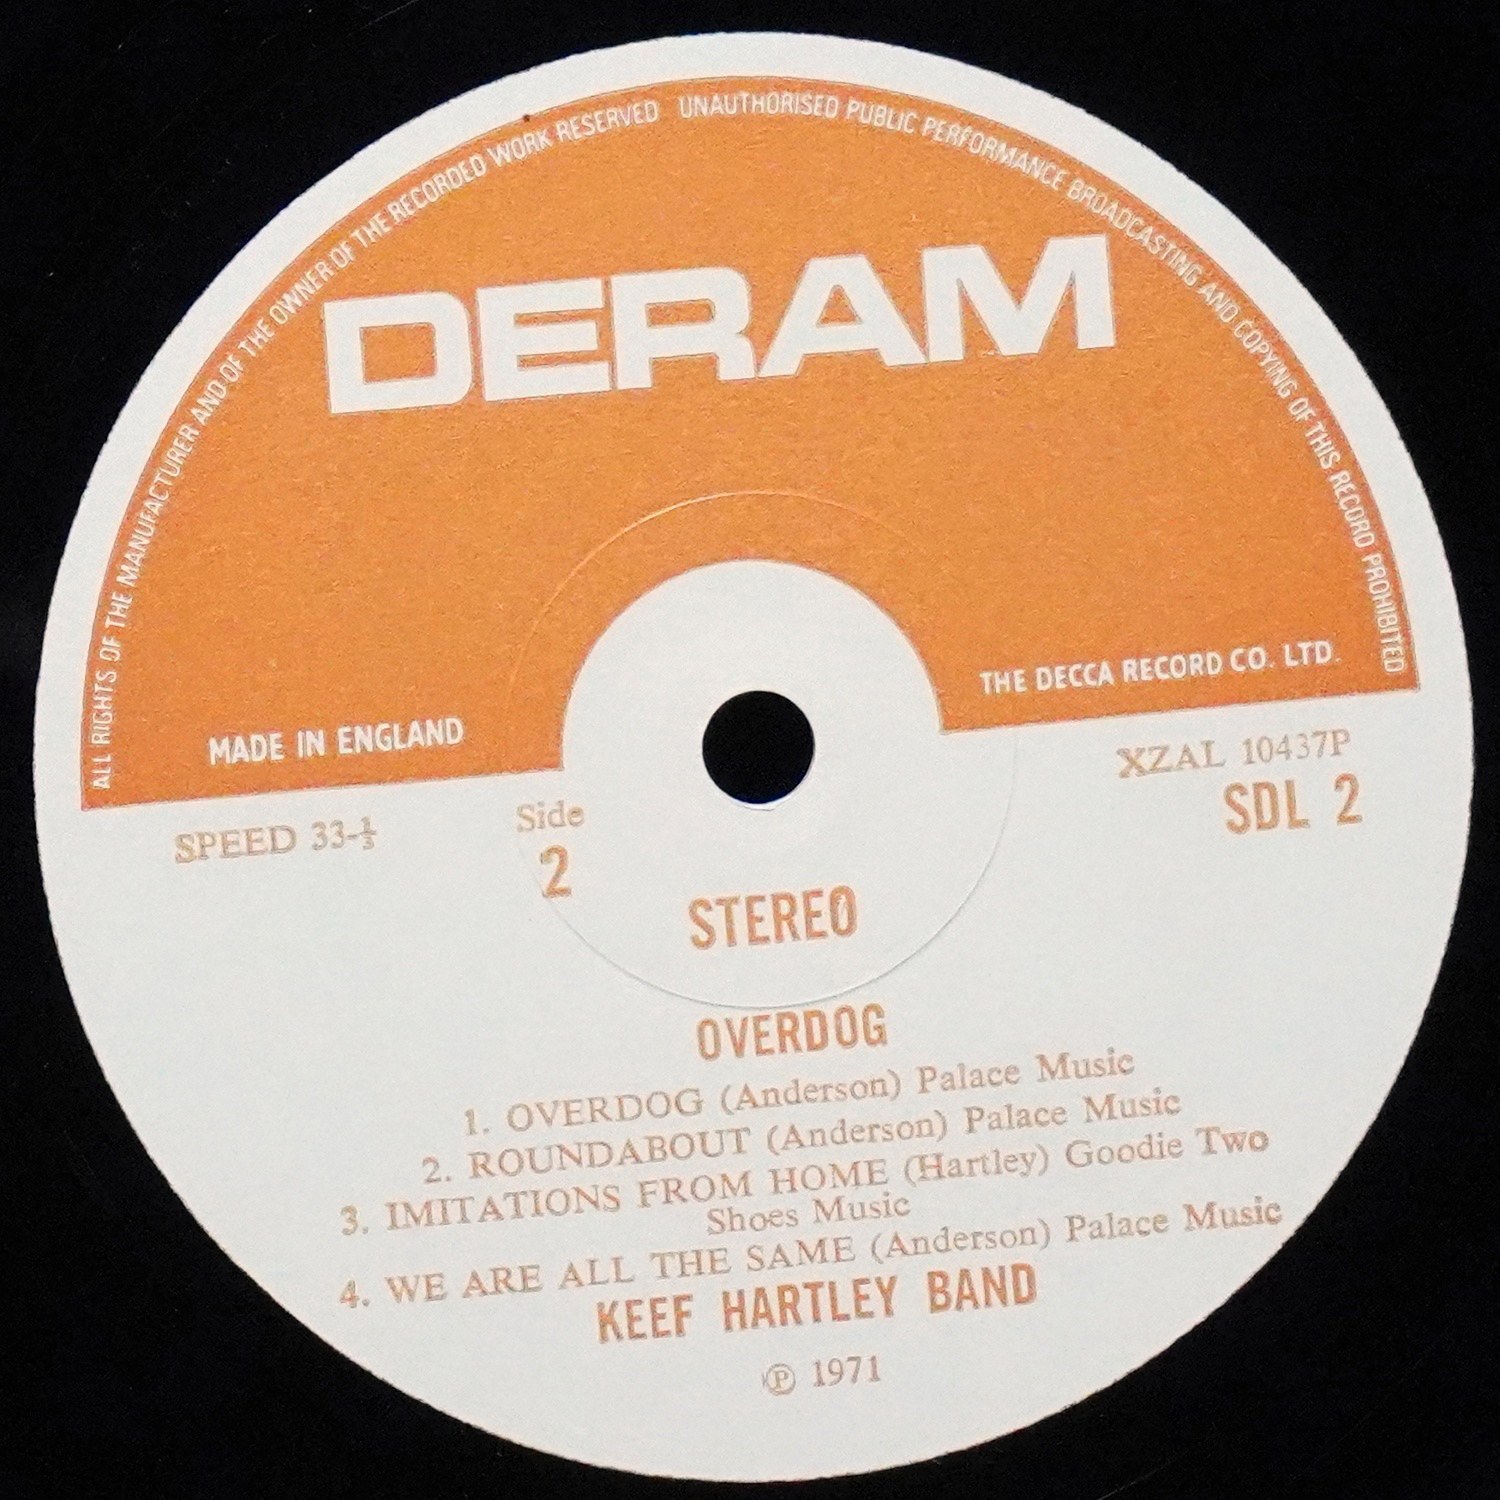 ALL RIGHTS OF THE MANUFACTURER AND OF THE OWNER OF THE RECORDED WORK RESERVED UNAUTHORISED PUBLIC PERFORMANCE BROADCASTING AND COPYING OF THIS RECORD PROHIBITED
DERAM
MADE IN ENGLAND
THE DECCA RECORD CO. LTD.
SPEED 33-⅓
Side
2
XZAL 10437P
SDL 2
STEREO
OVERDOG
1. OVERDOG (Anderson) Palace Music
2. ROUNDABOUT (Anderson) Palace Music
3. IMITATIONS FROM HOME (Hartley) Goodie Two
Shoes Music
4. WE ARE ALL THE SAME (Anderson) Palace Music
KEEF HARTLEY BAND
℗ 1971